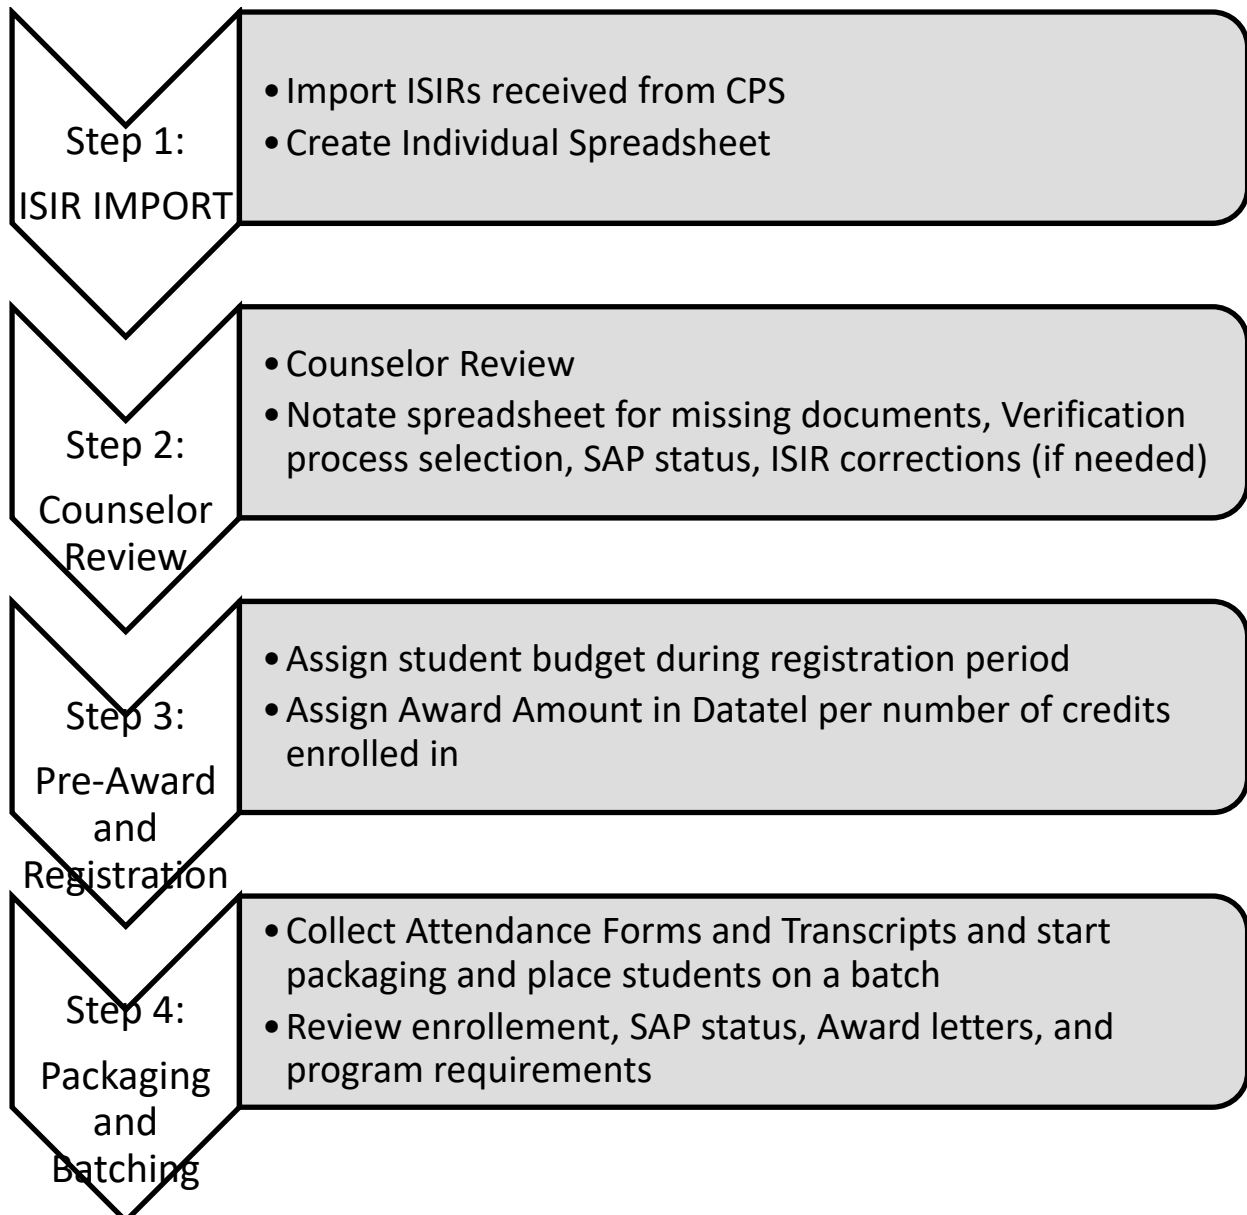 Step 1:
ISIR IMPORT
• Import ISIRs received from CPS
• Create Individual Spreadsheet
Step 2:
Counselor
Review
• Counselor Review
• Notate spreadsheet for missing documents, Verification
process selection, SAP status, ISIR corrections (if needed)
Step 3:
Pre-Award
and
Registration
• Assign student budget during registration period
• Assign Award Amount in Datatel per number of credits
enrolled in
Step 4:
Packaging
and
Batching
• Collect Attendance Forms and Transcripts and start
packaging and place students on a batch
• Review enrollement, SAP status, Award letters, and
program requirements